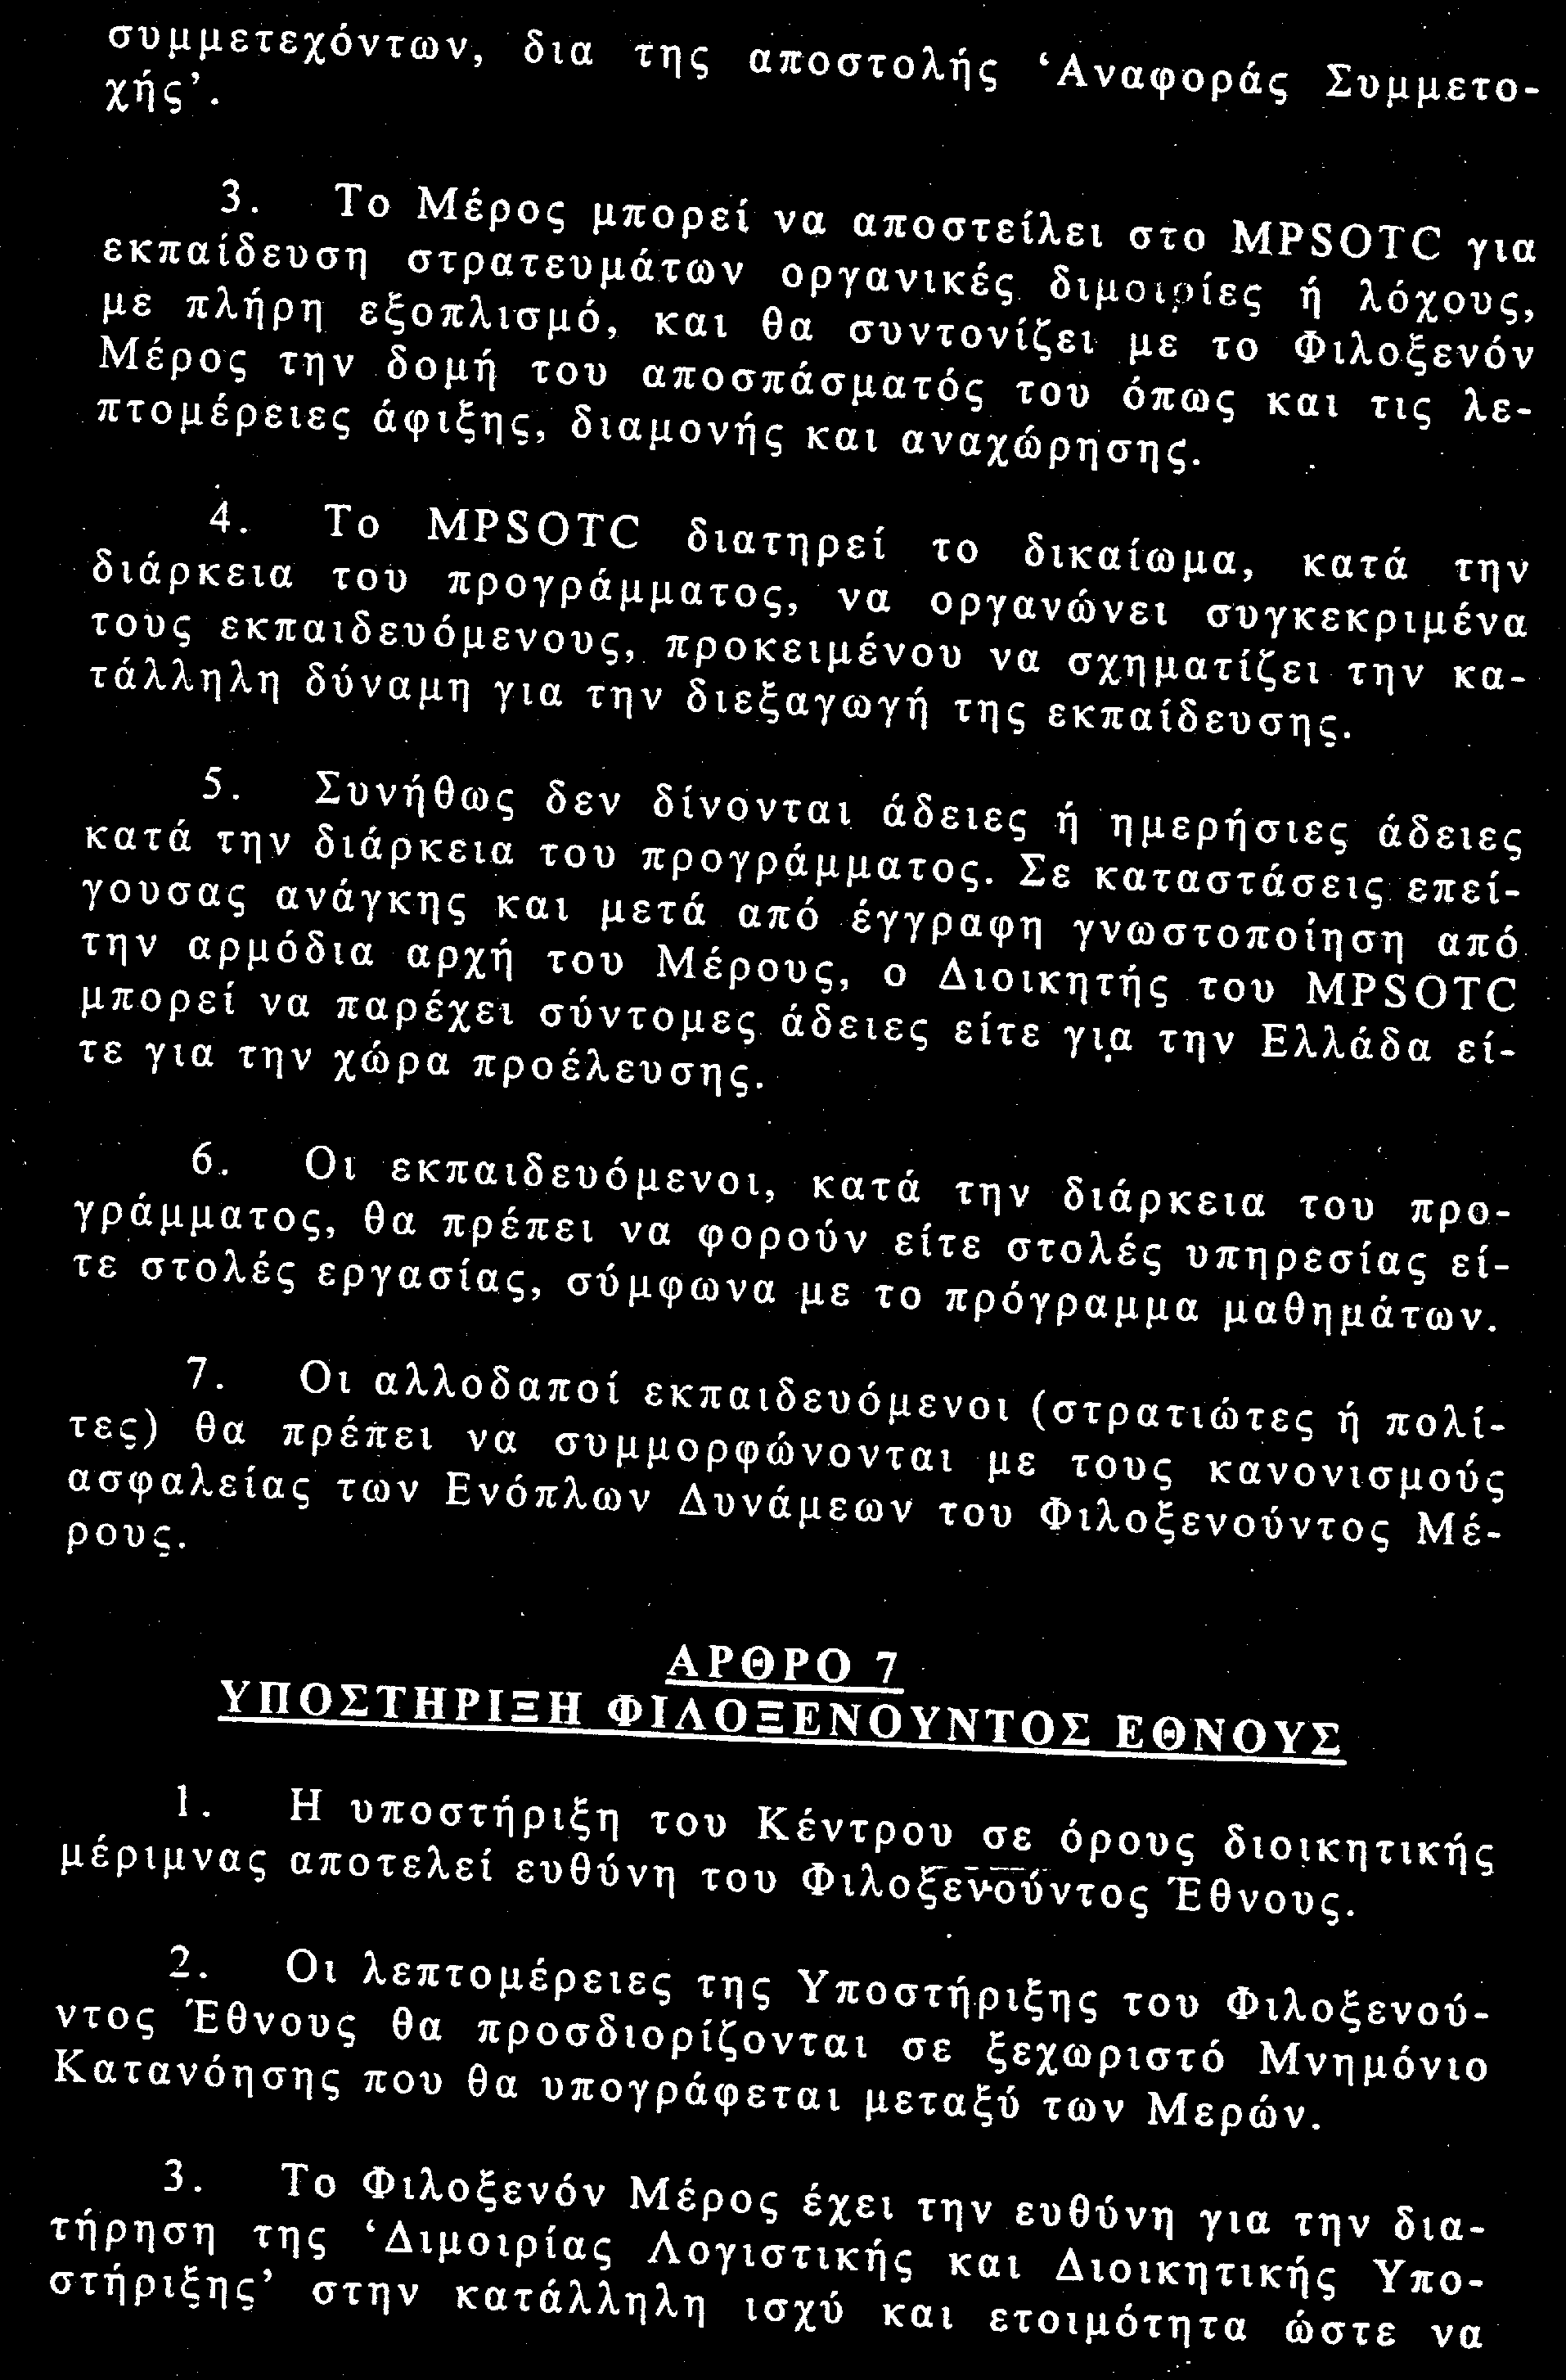 συμμετεχόντων, δια της αποστολής ‘Αναφοράς Συμμετο-
χής’.
3. Το Μέρος μπορεί να αποστείλει στο MPSOTC για
εκπαίδευση στρατευμάτων οργανικές διμοιρίες ή λόχους,
με πλήρη εξοπλισμό, και θα συντονίζει με το Φιλοξενόν
Μέρος την δομή του αποσπάσματός του όπως και τις λε-
πτομέρειες άφιξης, διαμονής και αναχώρησης.
4. Το MPSOTC διατηρεί το δικαίωμα, κατά την
διάρκεια του προγράμματος, να οργανώνει συγκεκριμένα
τους εκπαιδευόμενους, προκειμένου να σχηματίζει την κα-
τάλληλη δύναμη για την διεξαγωγή της εκπαίδευσης.
5. Συνήθως δεν δίνονται άδειες ή ημερήσιες άδειες
κατά την διάρκεια του προγράμματος. Σε καταστάσεις επεί-
γουσας ανάγκης και μετά από έγγραφη γνωστοποίηση από
την αρμόδια αρχή του Μέρους, ο Διοικητής του MPSOTC
μπορεί να παρέχει σύντομες άδειες είτε για την Ελλάδα εί-
τε για την χώρα προέλευσης.
6. Οι εκπαιδευόμενοι, κατά την διάρκεια του προ-
γράμματος, θα πρέπει να φορούν είτε στολές υπηρεσίας εί-
τε στολές εργασίας, σύμφωνα με το πρόγραμμα μαθημάτων.
7. Οι αλλοδαποί εκπαιδευόμενοι (στρατιώτες ή πολί-
τες) θα πρέπει να συμμορφώνονται με τους κανονισμούς
ασφαλείας των Ενόπλων Δυνάμεων του Φιλοξενούντος Μέ-
ρους.
ΑΡΘΡΟ 7
ΥΠΟΣΤΗΡΙΞΗ ΦΙΛΟΞΕΝΟΥΝΤΟΣ ΕΘΝΟΥΣ
1. Η υποστήριξη του Κέντρου σε όρους διοικητικής
μέριμνας αποτελεί ευθύνη του Φιλοξενούντος Έθνους.
2. Οι λεπτομέρειες της Υποστήριξης του Φιλοξενού-
ντος Έθνους θα προσδιορίζονται σε ξεχωριστό Μνημόνιο
Κατανόησης που θα υπογράφεται μεταξύ των Μερών.
3. Το Φιλοξενόν Μέρος έχει την ευθύνη για την δια-
τήρηση της ‘Διμοιρίας Λογιστικής και Διοικητικής Υπο-
στήριξης’ στην κατάλληλη ισχύ και ετοιμότητα ώστε να